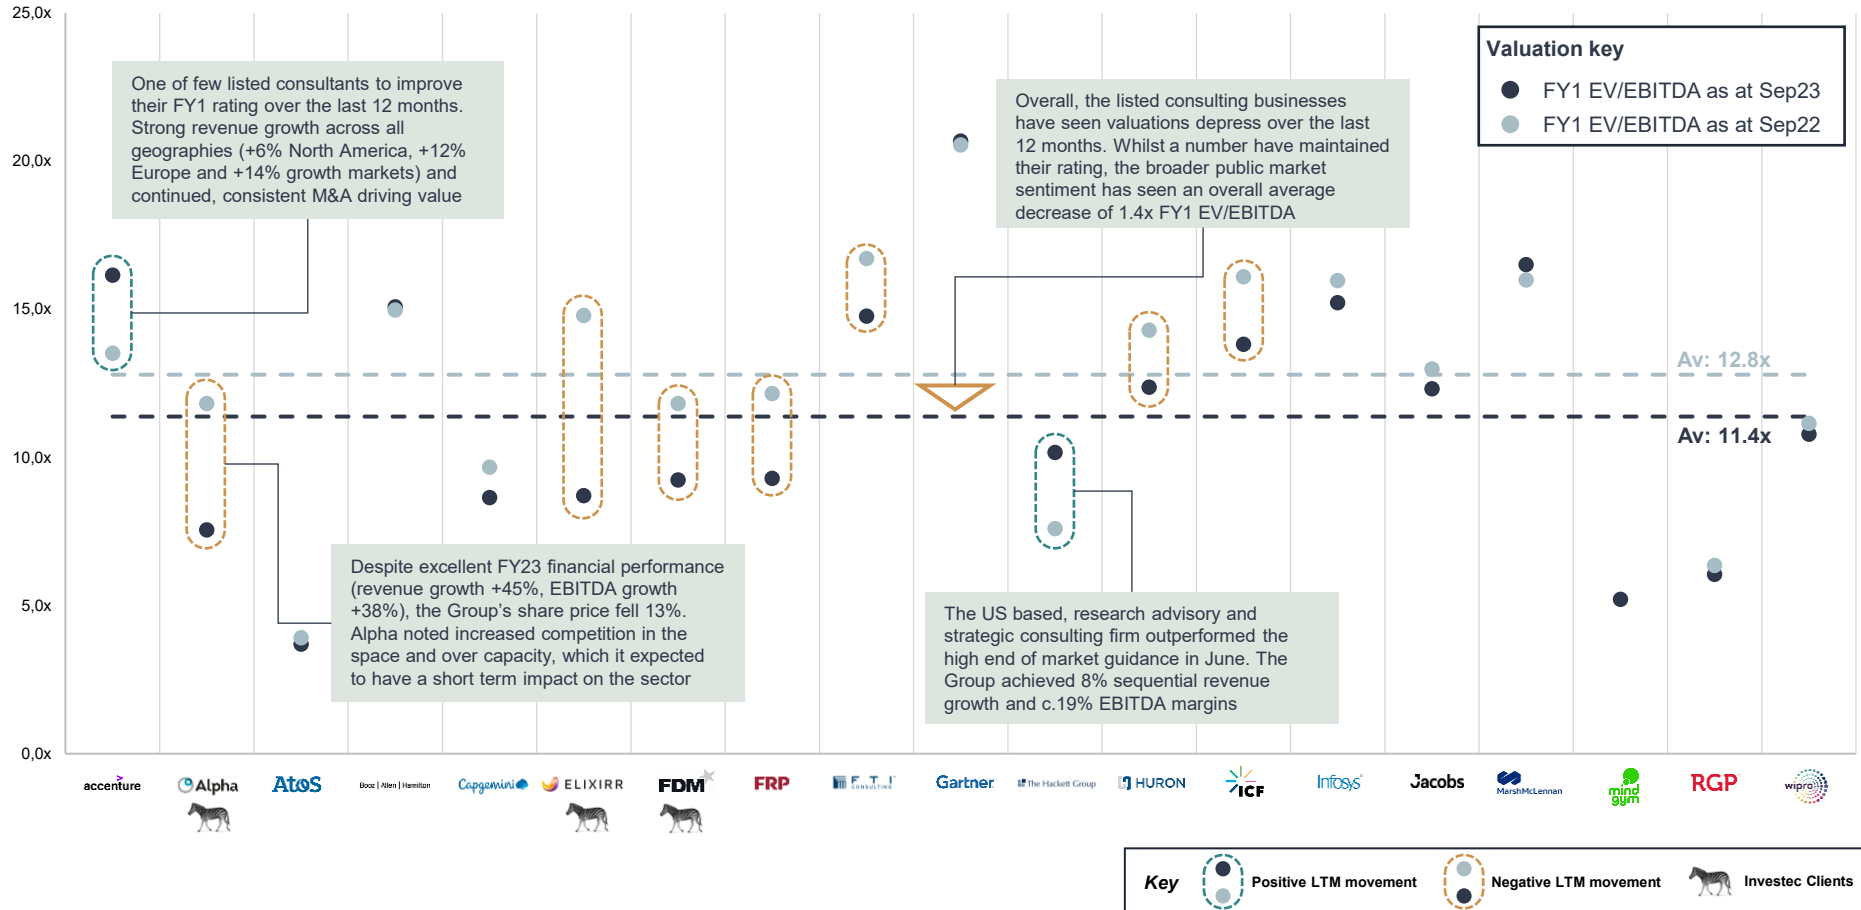 25,0x
20,0x
15,0x
10,0x
5,0x
0,0x
One of few listed consultants to improve
their FY1 rating over the last 12 months.
Strong revenue growth across all
geographies (+6% North America, +12%
Europe and +14% growth markets) and
continued, consistent M&A driving value
Overall, the listed consulting businesses
have seen valuations depress over the last
12 months. Whilst a number have maintained
their rating, the broader public market
sentiment has seen an overall average
decrease of 1.4x FY1 EV/EBITDA
Valuation key
FY1 EV/EBITDA as at Sep23
FY1 EV/EBITDA as at Sep22
Av: 12.8x
Av: 11.4x
Despite excellent FY23 financial performance
(revenue growth +45%, EBITDA growth
+38%), the Group's share price fell 13%.
Alpha noted increased competition in the
space and over capacity, which it expected
to have a short term impact on the sector
The US based, research advisory and
strategic consulting firm outperformed the
high end of market guidance in June. The
Group achieved 8% sequential revenue
growth and c.19% EBITDA margins
accenture
Alpha
Atos
Booz | Allen | Hamilton
Capgemini
ELIXIRR
FDM
FRP
F T I
CONSULTING
Gartner
The Hackett Group
HURON
ICF
Infosys
Jacobs
MarshMcLennan
mind
gym
RGP
wipro
Key
Positive LTM movement
Negative LTM movement
Investec Clients